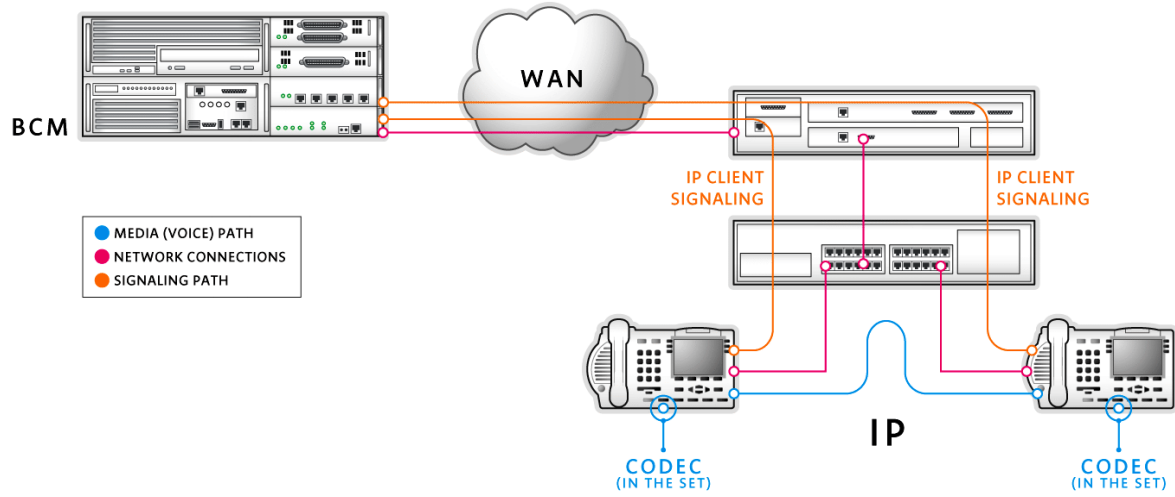 WAN
BCM
IP CLIENT
SIGNALING
IP CLIENT
SIGNALING
MEDIA (VOICE) PATH
NETWORK CONNECTIONS
SIGNALING PATH
IP
CODEC
(IN THE SET)
CODEC
(IN THE SET)